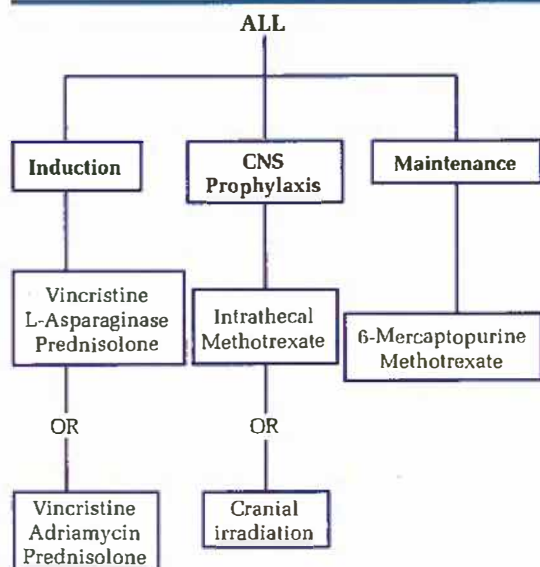 ALL
Induction
CNS
Prophylaxis
Maintenance
Vincristine
L-Asparaginase
Prednisolone
Intrathecal
Methotrexate
6-Mercaptopurine
Methotrexate
OR
OR
Vincristine
Adriamycin
Prednisolone
Cranial
irradiation